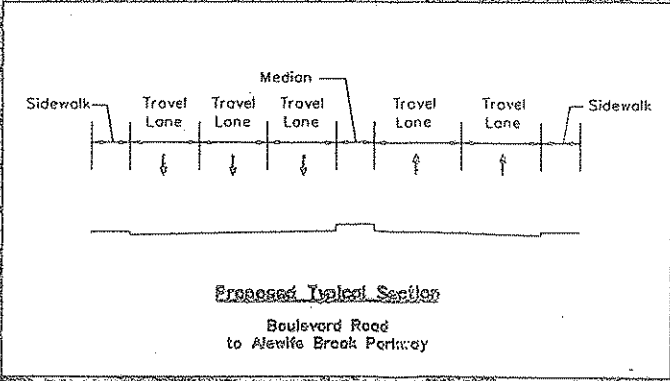 Median
Sidewalk
Travel Lane
Travel Lane
Travel Lane
Travel Lane
Travel Lane
Sidewalk
Proposed Typical Section
Boulevard Road
to Alewife Brook Parkway